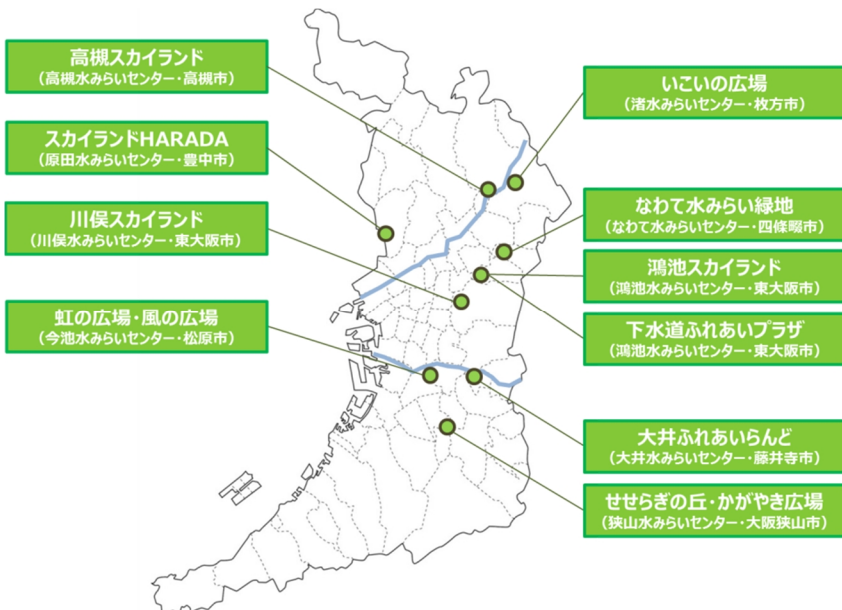 高槻スカイランド
(高槻水みらいセンター・高槻市)
スカイランドHARADA
(原田水みらいセンター・豊中市)
川俣スカイランド
(川俣水みらいセンター・東大阪市)
虹の広場・風の広場
(今池水みらいセンター・松原市)
いこいの広場
(渚水みらいセンター・枚方市)
なわて水みらい緑地
(なわて水みらいセンター・四條畷市)
鴻池スカイランド
(鴻池水みらいセンター・東大阪市)
下水道ふれあいプラザ
(鴻池水みらいセンター・東大阪市)
大井ふれあいらんど
(大井水みらいセンター・藤井寺市)
せせらぎの丘・かがやき広場
(狭山水みらいセンター・大阪狭山市)